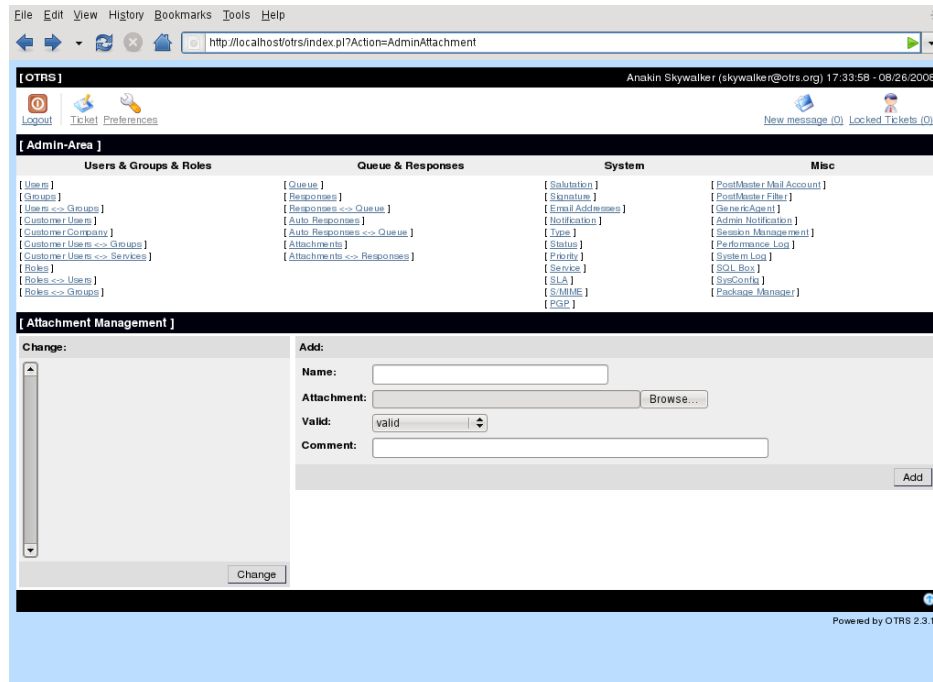 File Edit View History Bookmarks Tools Help
http://localhost/otrs/index.pl?Action=AdminAttachment
[ OTRS ] Anakin Skywalker (skywalker@otrs.org) 17:33:58 - 08/26/2008
Logout Ticket Preferences New message (0) Locked Tickets (0)
[ Admin-Area ]
Users & Groups & Roles Queue & Responses System Misc
[ Users ] [ Queue ] [ Salutation ] [ PostMaster Mail Account ]
[ Groups ] [ Responses ] [ Signature ] [ PostMaster Filter ]
[ Users <-> Groups ] [ Responses <-> Queue ] [ Email Addresses ] [ GenericAgent ]
[ Customer Users ] [ Auto Responses ] [ Notification ] [ Admin Notification ]
[ Customer Company ] [ Auto Responses <-> Queue ] [ Type ] [ Session Management ]
[ Customer Users <-> Groups ] [ Attachments ] [ Status ] [ Performance Log ]
[ Customer Users <-> Services ] [ Attachments <-> Responses ] [ Priority ] [ System Log ]
[ Roles ] [ Service ] [ SQL Box ]
[ Roles <-> Users ] [ SLA ] [ SysConfig ]
[ Roles <-> Groups ] [ S/MIME ] [ Package Manager ]
[ PGP ]
[ Attachment Management ]
Change: Add:
Name:
Attachment: Browse...
Valid: valid
Comment:
Add
Change
Powered by OTRS 2.3.1